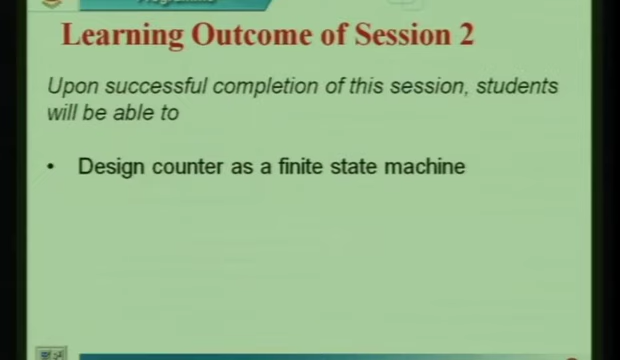 Programme
Learning Outcome of Session 2
Upon successful completion of this session, students
will be able to
• Design counter as a finite state machine